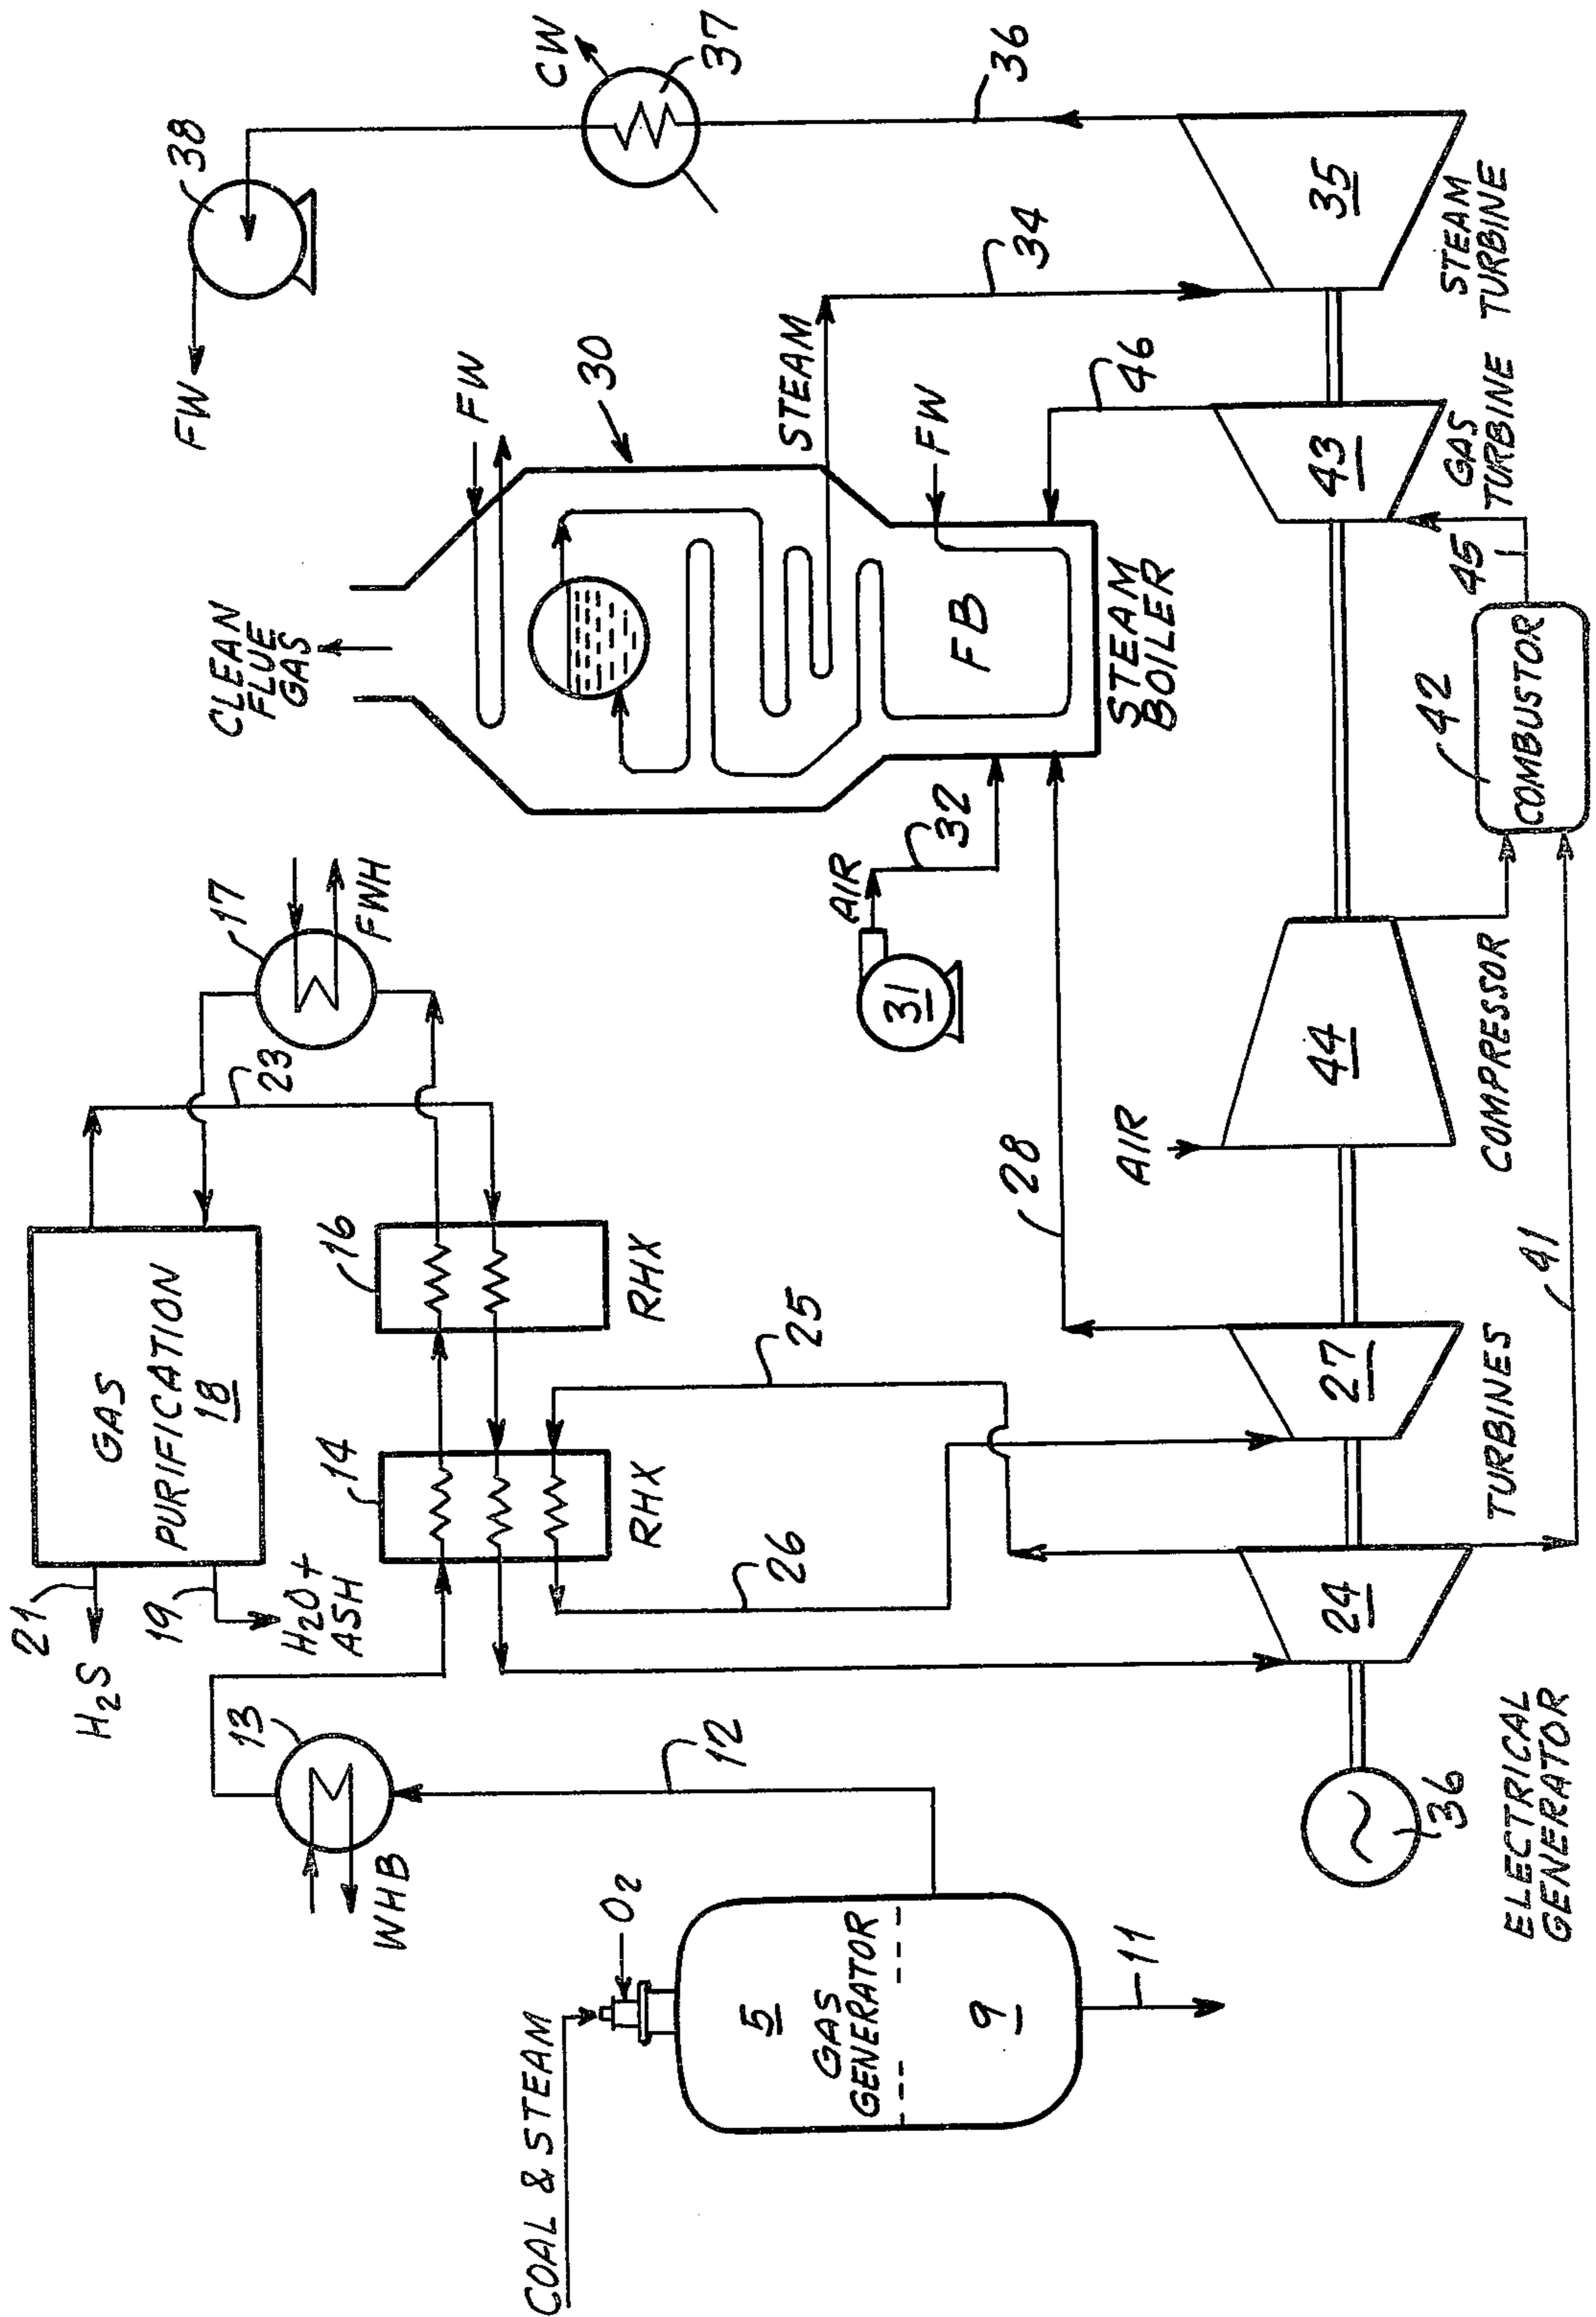 COAL & STEAM
O2
5
GAS
GENERATOR
9
11
12
13
WHB
H2S
21
19
H2O+
ASH
GAS
PURIFICATION
18
14
RHX
16
RHX
23
17
FWH
26
25
28
CLEAN
FLUE
GAS
FW
30
STEAM
FW
FB
STEAM
BOILER
AIR
31
32
FW
38
CW
37
36
34
46
35
STEAM
TURBINE
43
GAS
TURBINE
45
42
COMBUSTOR
AIR
44
COMPRESSOR
41
27
TURBINES
24
36
ELECTRICAL
GENERATOR